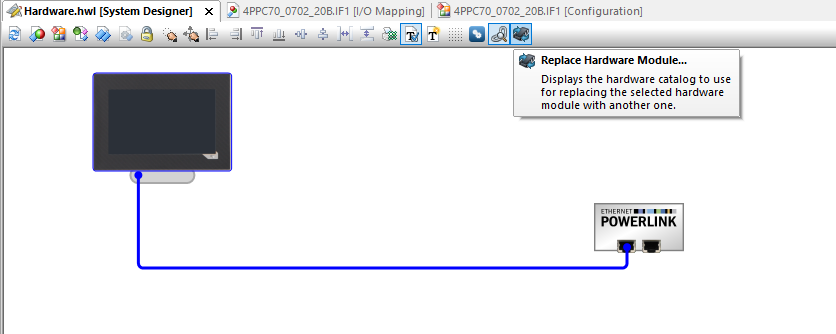 Hardware.hwl [System Designer]
4PPC70_0702_20B.IF1 [I/O Mapping]
4PPC70_0702_20B.IF1 [Configuration]
Replace Hardware Module...
Displays the hardware catalog to use
for replacing the selected hardware
module with another one.
ETHERNET
POWERLINK